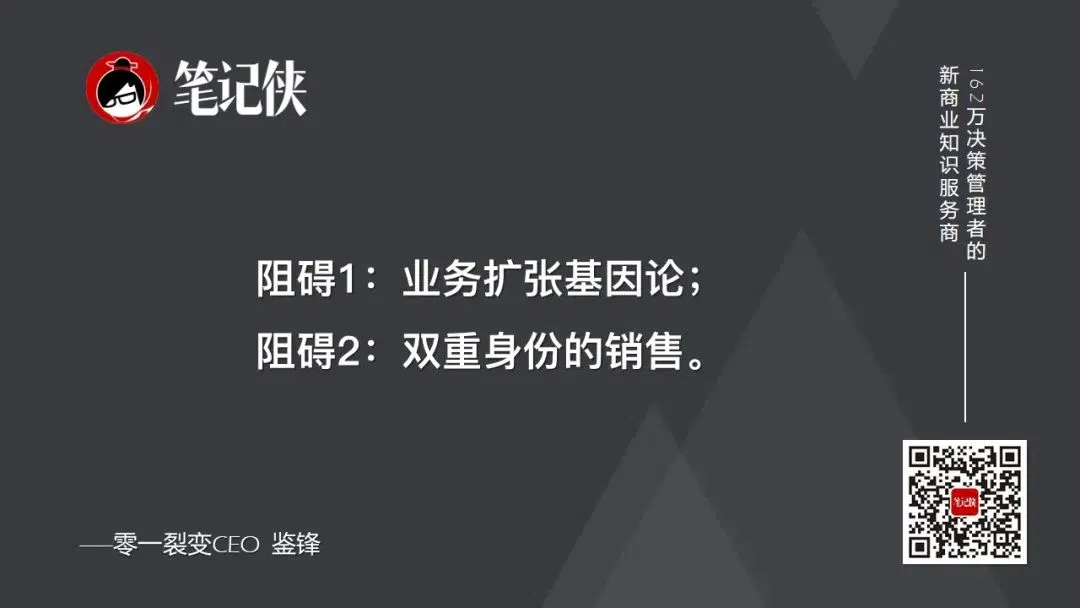 笔记侠
162万决策管理者的
新商业知识服务商
阻碍1：业务扩张基因论；
阻碍2：双重身份的销售。
——零一裂变CEO 鉴锋
笔记侠